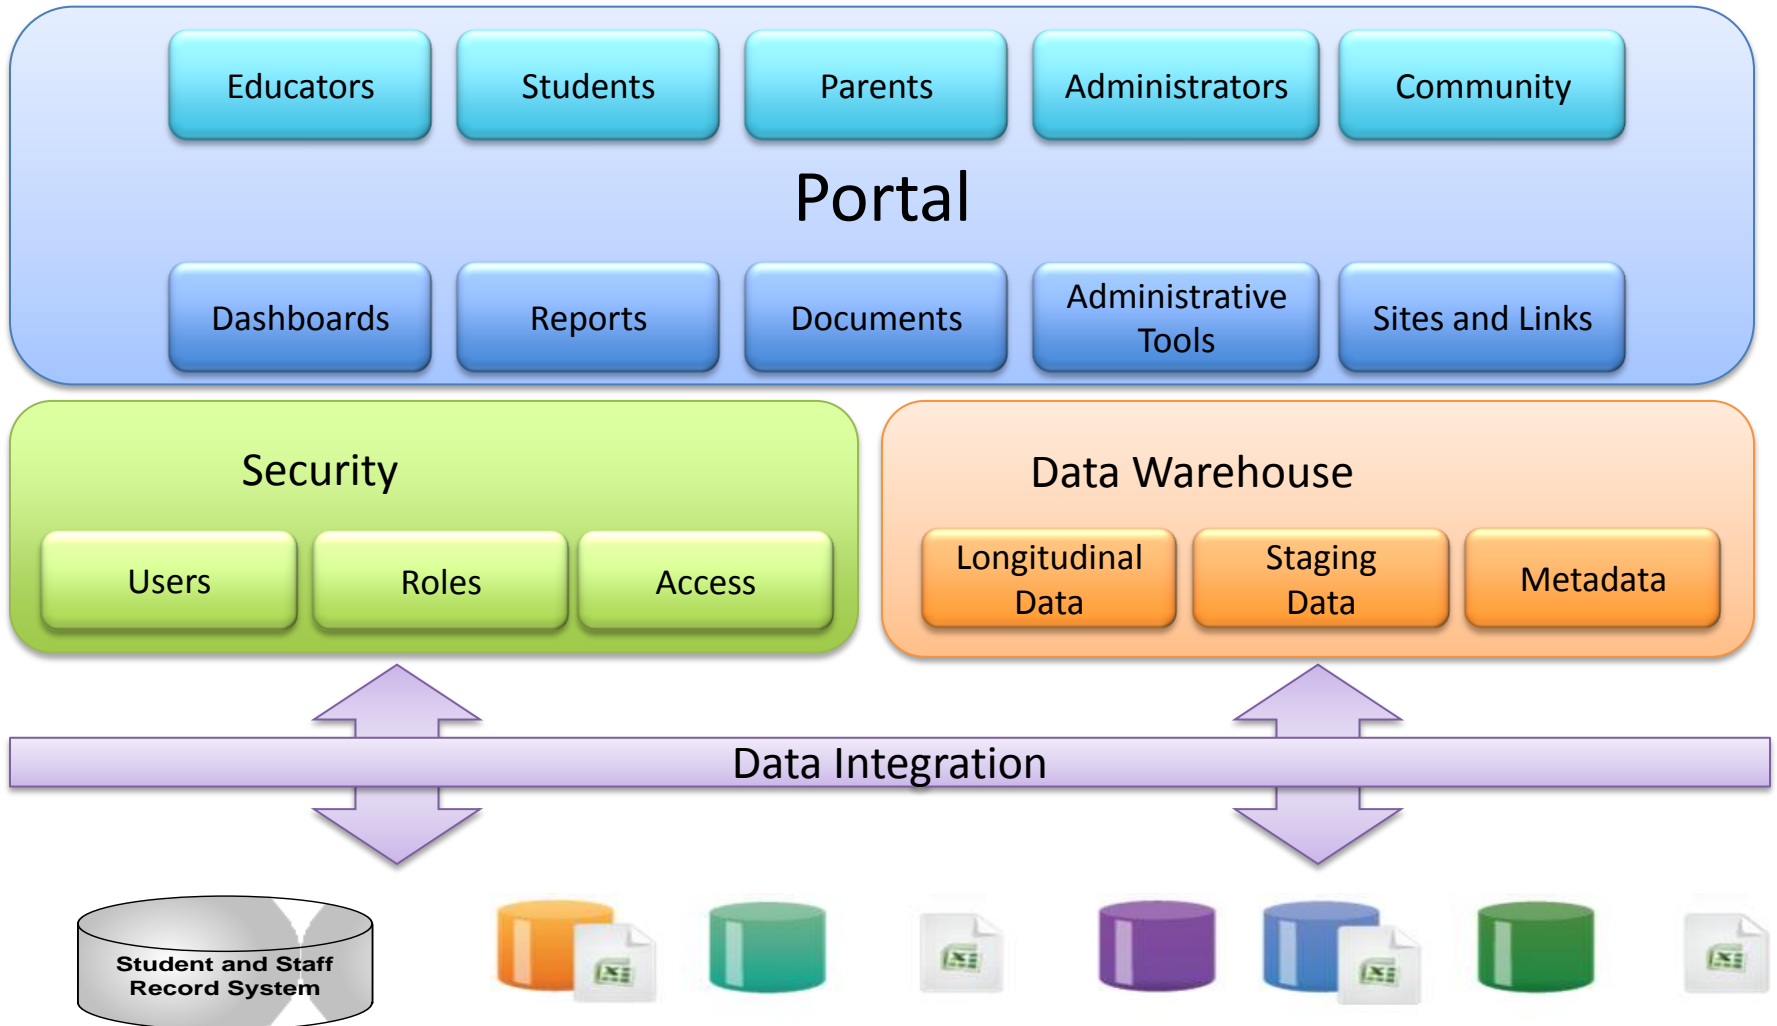 Educators
Students
Parents
Administrators
Community
Portal
Dashboards
Reports
Documents
Administrative
Tools
Sites and Links
Security
Users
Roles
Access
Data Warehouse
Longitudinal
Data
Staging
Data
Metadata
Data Integration
Student and Staff
Record System